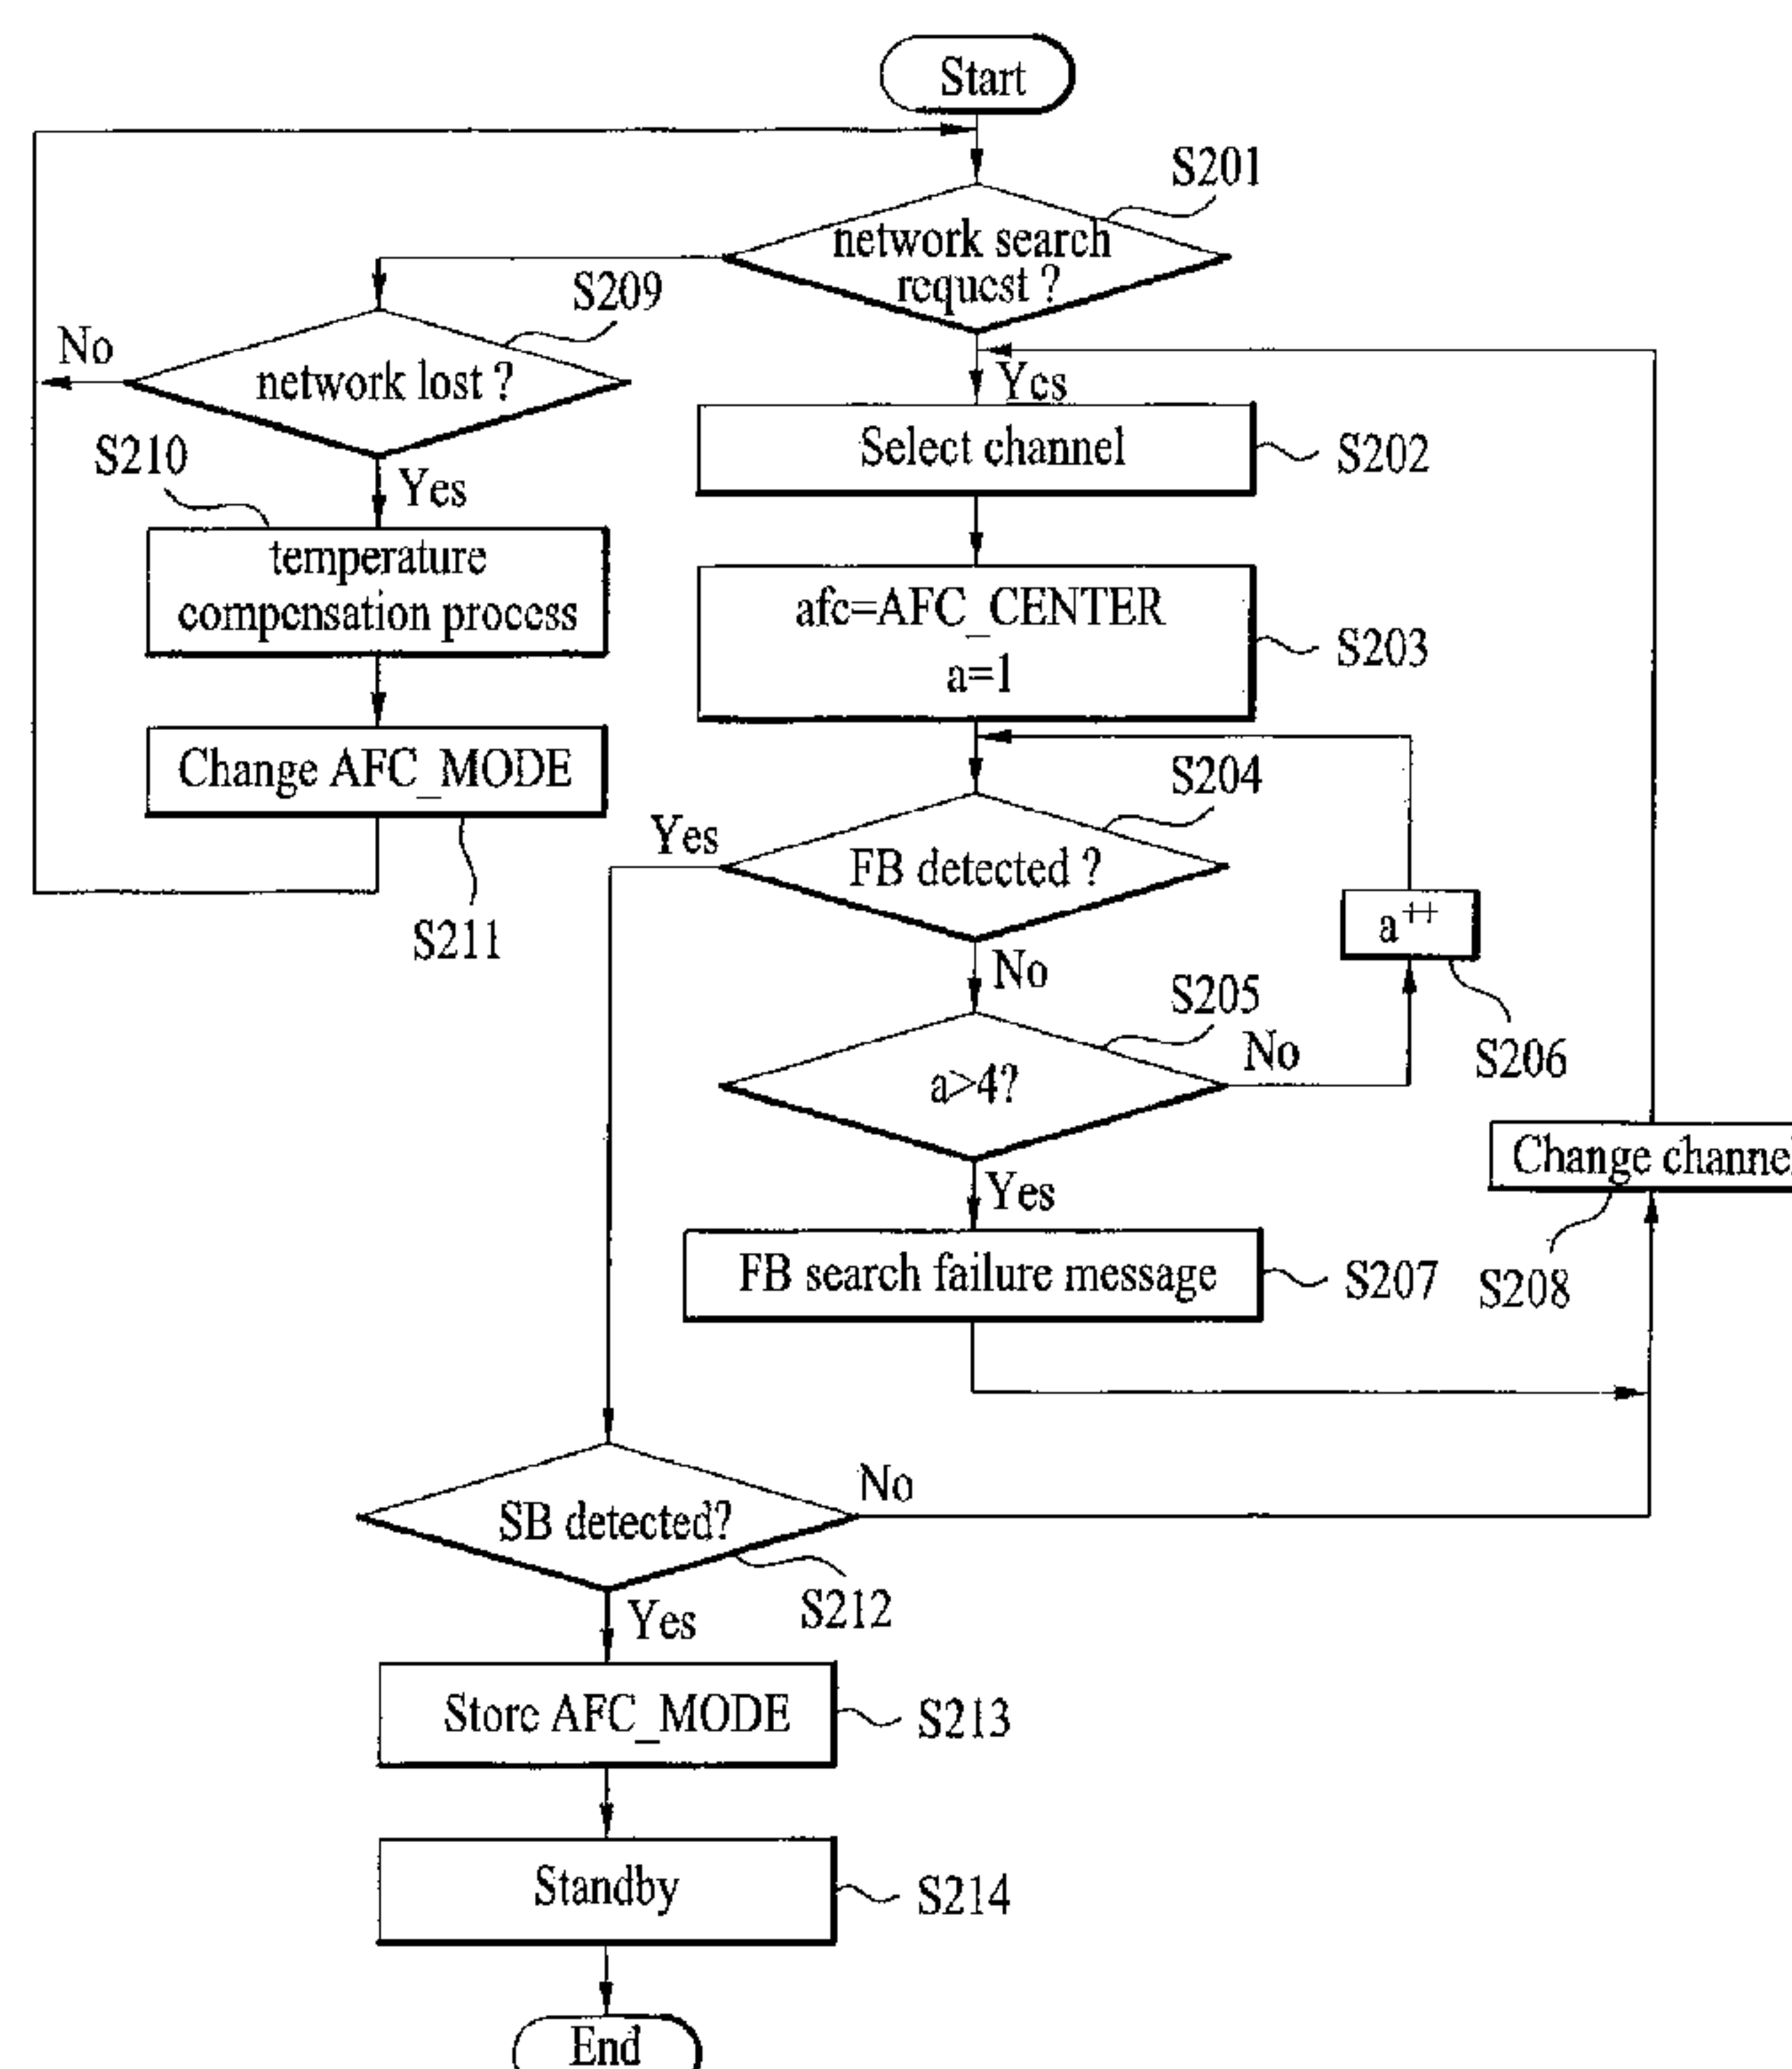 Start
S201
network search
request ?
S209
No
network lost ?
Yes
S210
Yes
Select channel
S202
temperature
compensation process
afc=AFC_CENTER
a=1
S203
Change AFC_MODE
S211
S204
Yes
FB detected ?
a++
No
S205
No
S206
a>4?
Change channel
Yes
FB search failure message
S207
S208
SB detected?
No
S212
Yes
Store AFC_MODE
S213
Standby
S214
End